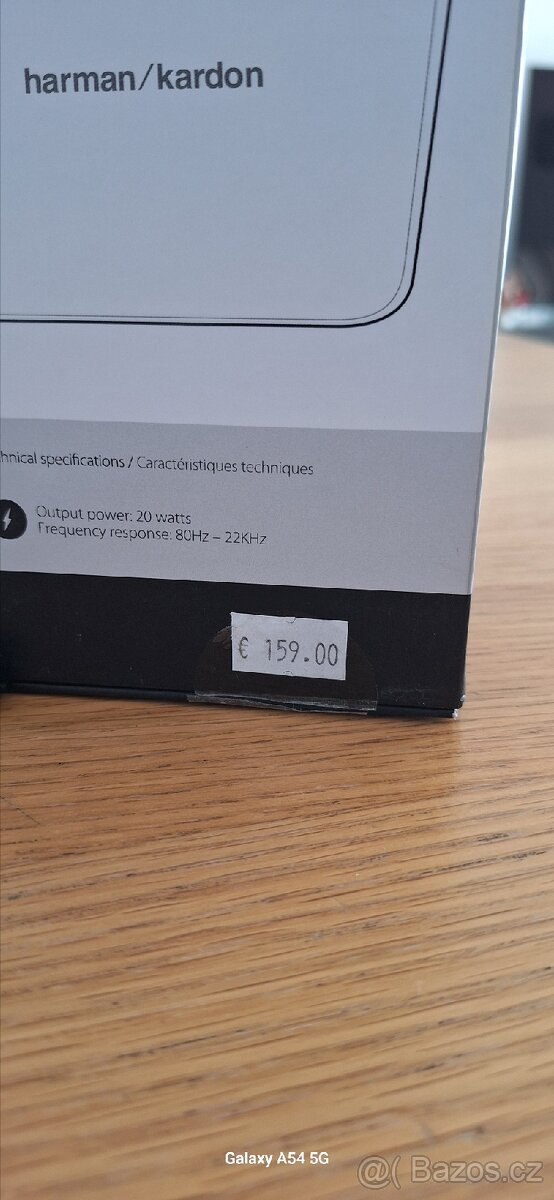 harman/kardon
hnical specifications / Caractéristiques techniques
Output power: 20 watts
Frequency response: 80Hz – 22KHz
€ 159.00
Galaxy A54 5G
@( Bazos.cz